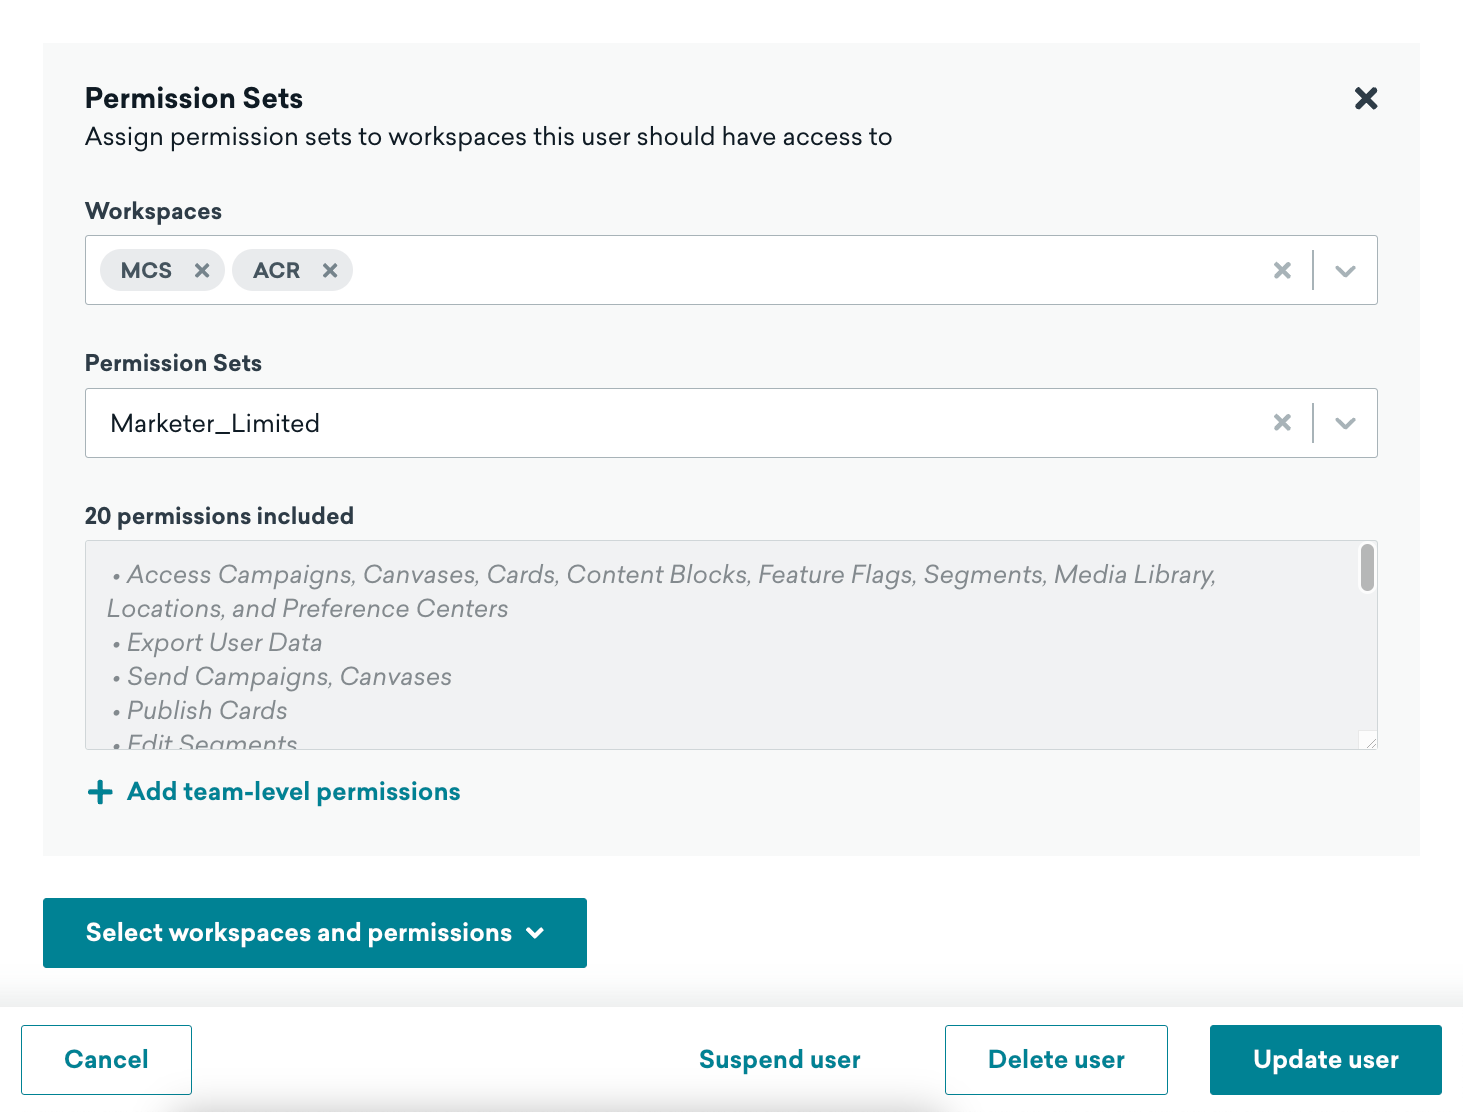 Permission Sets
Assign permission sets to workspaces this user should have access to
Workspaces
MCS ACR
Permission Sets
Marketer_Limited
20 permissions included
• Access Campaigns, Canvases, Cards, Content Blocks, Feature Flags, Segments, Media Library,
Locations, and Preference Centers
• Export User Data
• Send Campaigns, Canvases
• Publish Cards
• Edit Segments
Add team-level permissions
Select workspaces and permissions
Cancel Suspend user Delete user Update user